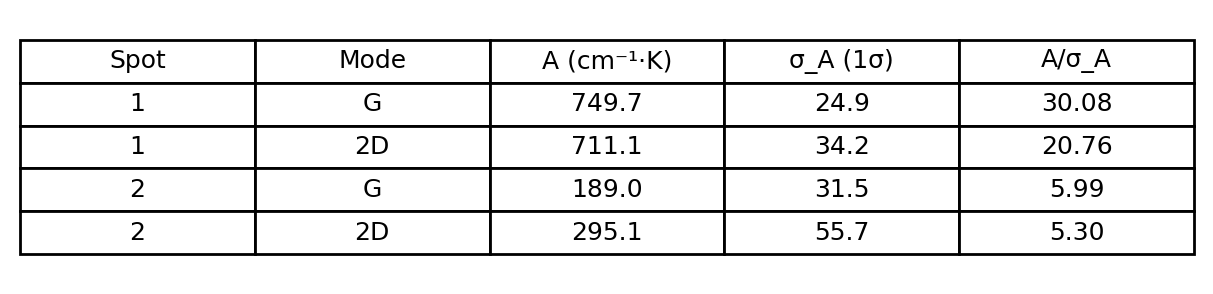 Spot Mode A (cm⁻¹·K) σ_A (1σ) A/σ_A
1 G 749.7 24.9 30.08
1 2D 711.1 34.2 20.76
2 G 189.0 31.5 5.99
2 2D 295.1 55.7 5.30